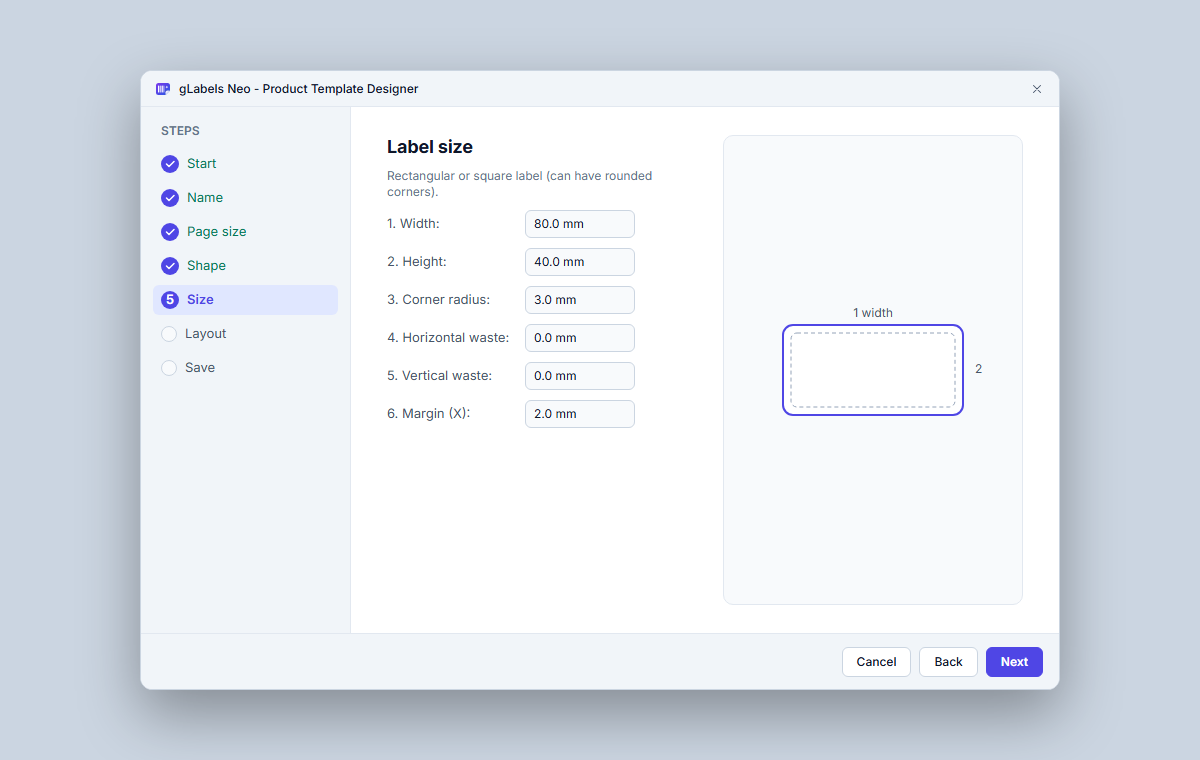 gLabels Neo - Product Template Designer
STEPS
Start
Name
Page size
Shape
5 Size
Layout
Save
Label size
Rectangular or square label (can have rounded
corners).
1. Width: 80.0 mm
2. Height: 40.0 mm
3. Corner radius: 3.0 mm
4. Horizontal waste: 0.0 mm
5. Vertical waste: 0.0 mm
6. Margin (X): 2.0 mm
1 width
2
Cancel Back Next